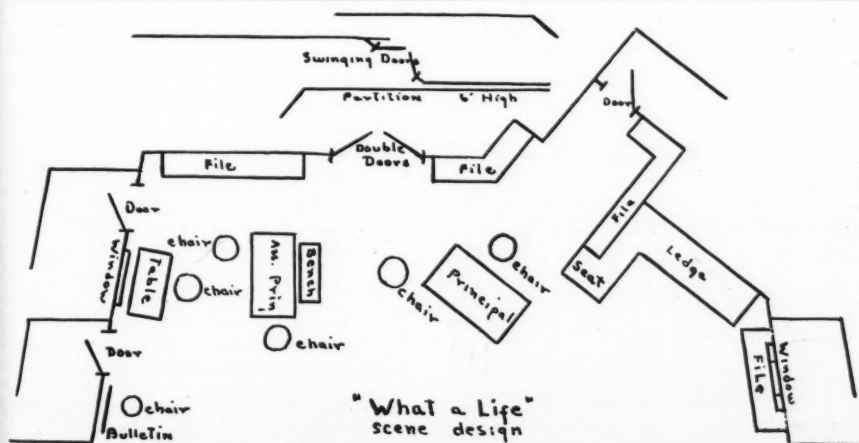 Swinging Doors
Partition 6' High
Door
File
Double
Doors
File
Door
chair
Ass. Prin.
Bench
Window
Table
chair
chair
chair
Principal
chair
File
Seat
Ledge
File
Window
Door
chair
Bulletin
"What a Life"
scene design